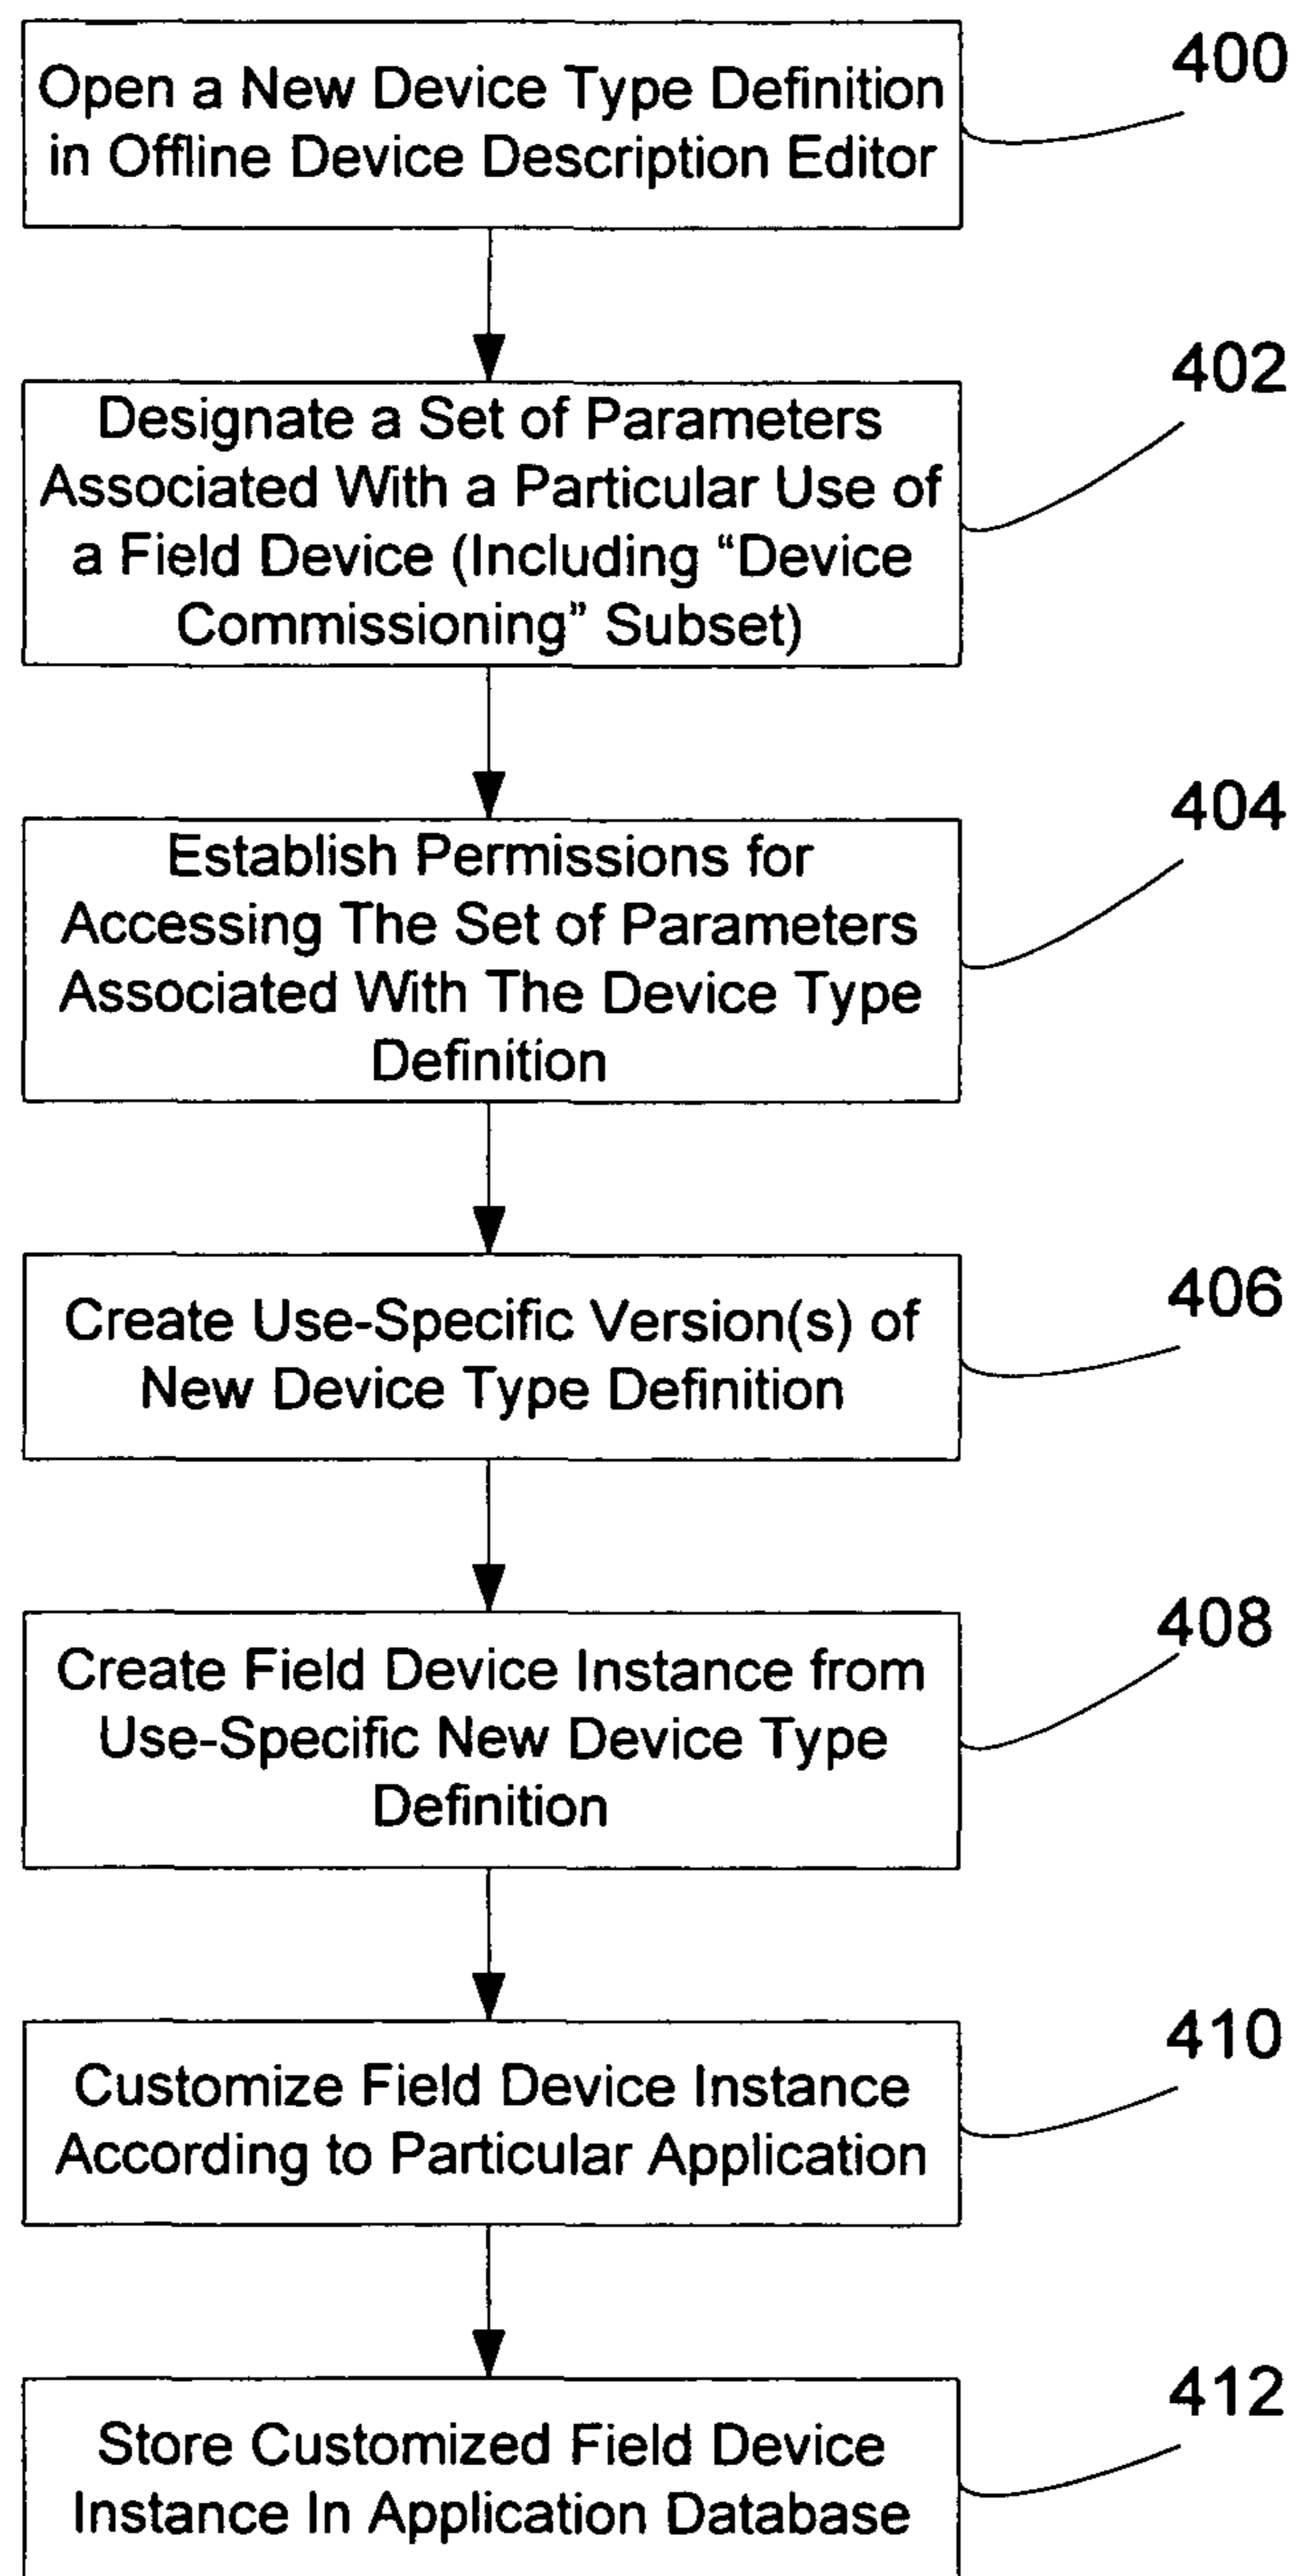 Open a New Device Type Definition
in Offline Device Description Editor
400
Designate a Set of Parameters
Associated With a Particular Use of
a Field Device (Including “Device
Commissioning” Subset)
402
Establish Permissions for
Accessing The Set of Parameters
Associated With The Device Type
Definition
404
Create Use-Specific Version(s) of
New Device Type Definition
406
Create Field Device Instance from
Use-Specific New Device Type
Definition
408
Customize Field Device Instance
According to Particular Application
410
Store Customized Field Device
Instance In Application Database
412